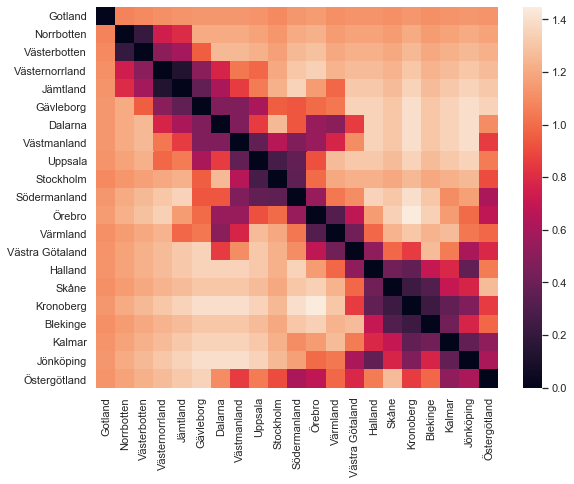 Gotland
Norrbotten
Västerbotten
Västernorrland
Jämtland
Gävleborg
Dalarna
Västmanland
Uppsala
Stockholm
Södermanland
Örebro
Värmland
Västra Götaland
Halland
Skåne
Kronoberg
Blekinge
Kalmar
Jönköping
Östergötland
Gotland
Norrbotten
Västerbotten
Västernorrland
Jämtland
Gävleborg
Dalarna
Västmanland
Uppsala
Stockholm
Södermanland
Örebro
Värmland
Västra Götaland
Halland
Skåne
Kronoberg
Blekinge
Kalmar
Jönköping
Östergötland
1.4
1.2
1.0
0.8
0.6
0.4
0.2
0.0